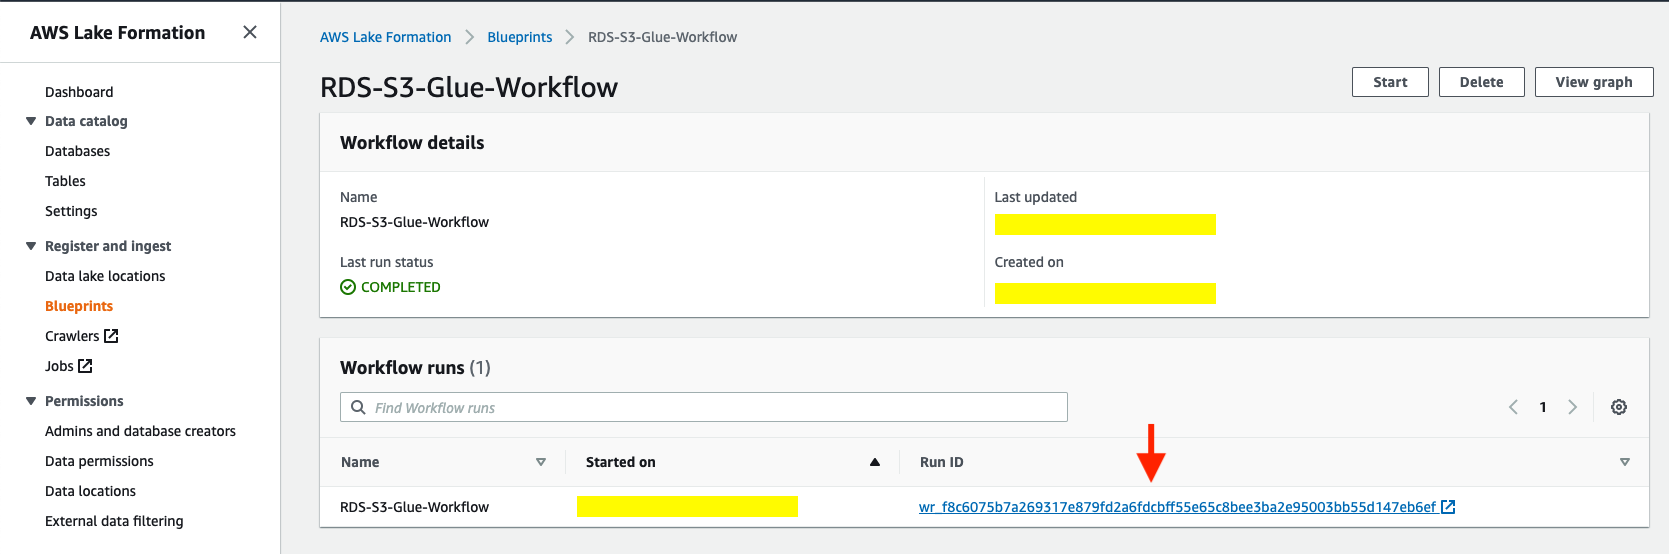 AWS Lake Formation
Dashboard
Data catalog
Databases
Tables
Settings
Register and ingest
Data lake locations
Blueprints
Crawlers
Jobs
Permissions
Admins and database creators
Data permissions
Data locations
External data filtering
AWS Lake Formation > Blueprints > RDS-S3-Glue-Workflow
RDS-S3-Glue-Workflow
Start Delete View graph
Workflow details
Name
RDS-S3-Glue-Workflow
Last run status
COMPLETED
Last updated
Created on
Workflow runs (1)
Find Workflow runs
1
Name Started on Run ID
RDS-S3-Glue-Workflow wr_f8c6075b7a269317e879fd2a6fdcbff55e65c8bee3ba2e95003bb55d147eb6ef